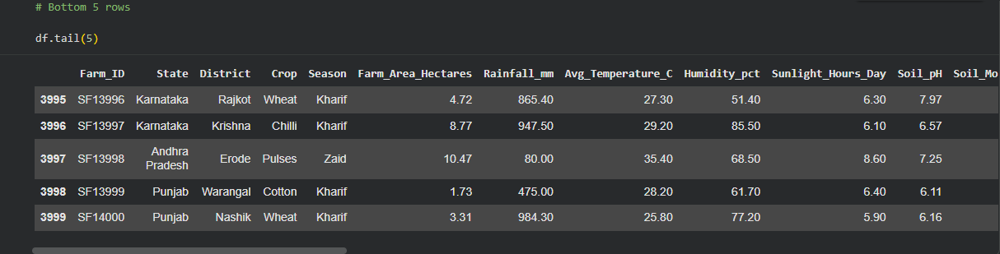 # Bottom 5 rows
df.tail(5)
Farm_ID State District Crop Season Farm_Area_Hectares Rainfall_mm Avg_Temperature_C Humidity_pct Sunlight_Hours_Day Soil_pH Soil_Mo
3995 SF13996 Karnataka Rajkot Wheat Kharif 4.72 865.40 27.30 51.40 6.30 7.97
3996 SF13997 Karnataka Krishna Chilli Kharif 8.77 947.50 29.20 85.50 6.10 6.57
3997 SF13998 Andhra Pradesh Erode Pulses Zaid 10.47 80.00 35.40 68.50 8.60 7.25
3998 SF13999 Punjab Warangal Cotton Kharif 1.73 475.00 28.20 61.70 6.40 6.11
3999 SF14000 Punjab Nashik Wheat Kharif 3.31 984.30 25.80 77.20 5.90 6.16